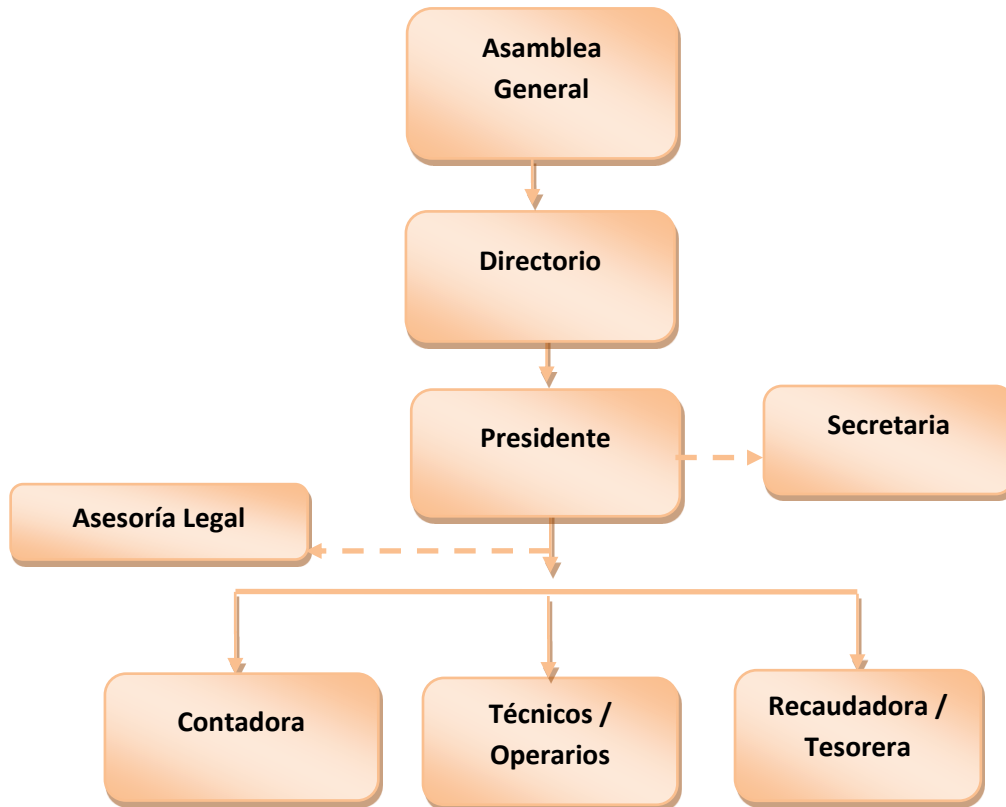 Asamblea
General
Directorio
Presidente
Secretaria
Asesoría Legal
Contadora
Técnicos /
Operarios
Recaudadora /
Tesorera